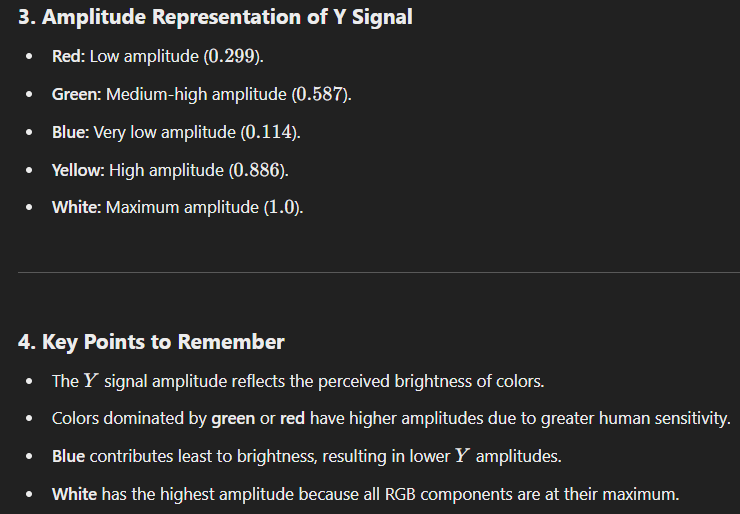 3. Amplitude Representation of Y Signal
• Red: Low amplitude (0.299).
• Green: Medium-high amplitude (0.587).
• Blue: Very low amplitude (0.114).
• Yellow: High amplitude (0.886).
• White: Maximum amplitude (1.0).
4. Key Points to Remember
• The Y signal amplitude reflects the perceived brightness of colors.
• Colors dominated by green or red have higher amplitudes due to greater human sensitivity.
• Blue contributes least to brightness, resulting in lower Y amplitudes.
• White has the highest amplitude because all RGB components are at their maximum.